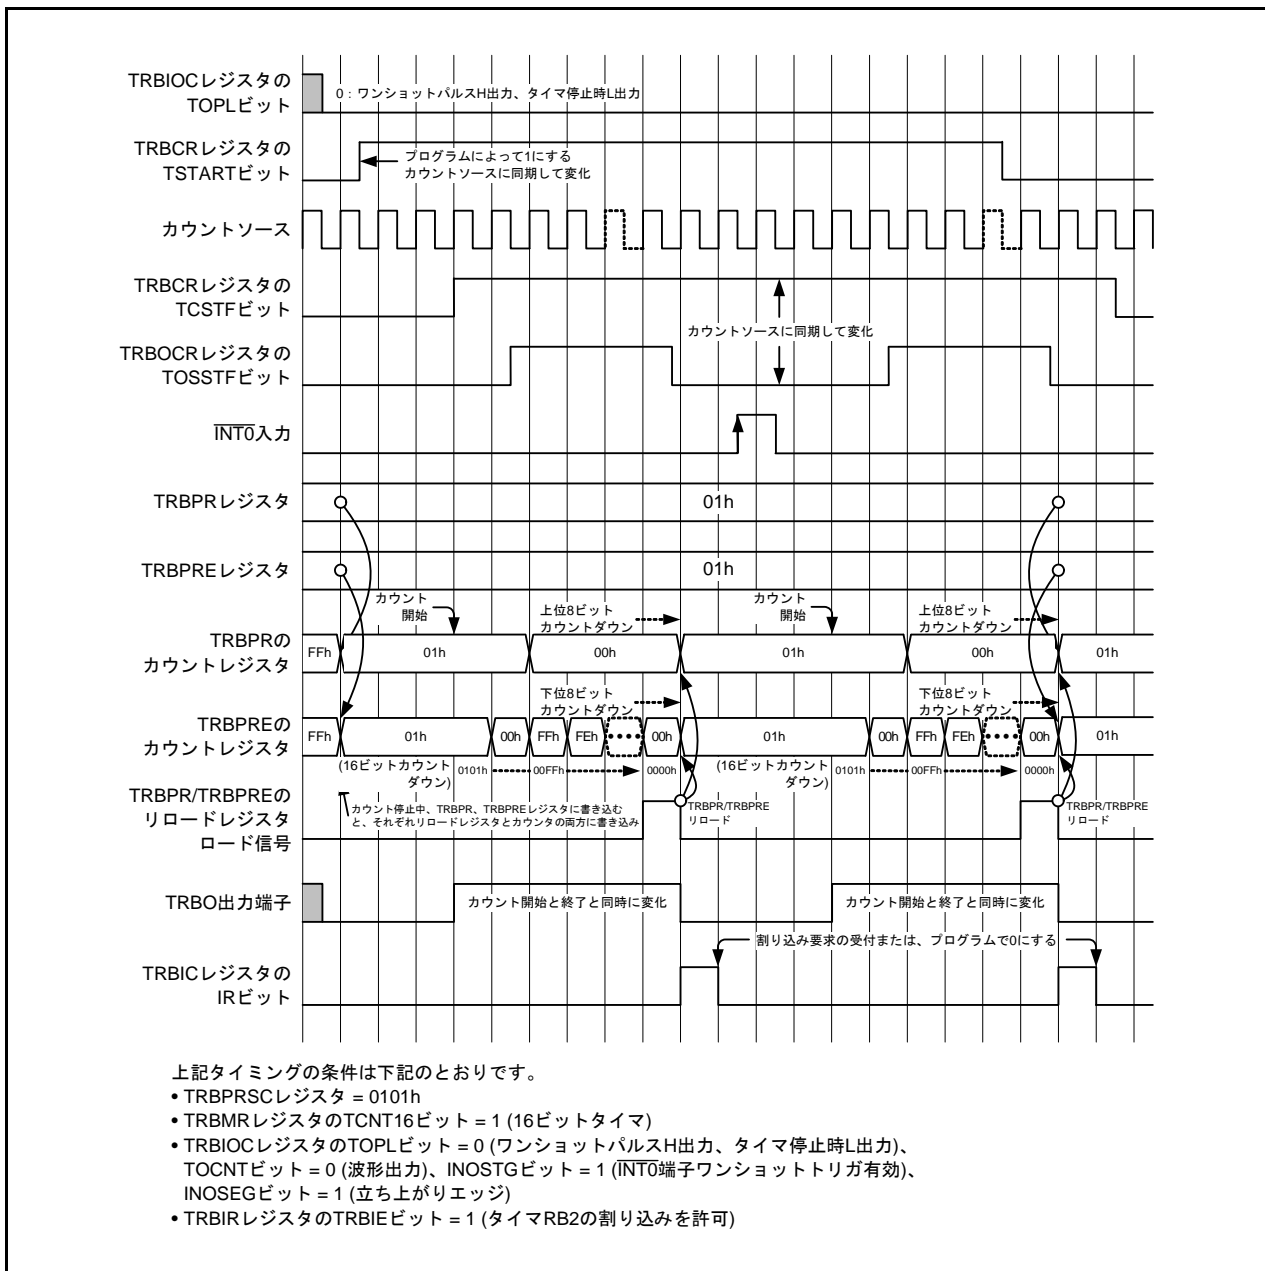 TRBIOCレジスタの
TOPLビット
0：ワンショットパルスH出力、タイマ停止時L出力
TRBCRレジスタの
TSTARTビット
プログラムによって1にする
カウントソースに同期して変化
カウントソース
TRBCRレジスタの
TCSTFビット
カウントソースに同期して変化
TRBOCRレジスタの
TOSSTFビット
INT0入力
TRBPRレジスタ
01h
TRBPREレジスタ
01h
カウント
開始
上位8ビット
カウントダウン
カウント
開始
上位8ビット
カウントダウン
TRBPRの
カウントレジスタ
FFh 01h 00h 01h 00h 01h
下位8ビット
カウントダウン
下位8ビット
カウントダウン
TRBPREの
カウントレジスタ
FFh 01h 00h FFh FEh •••• 00h 01h 00h FFh FEh •••• 00h 01h
(16ビットカウント
ダウン)
0101h 00FFh 0000h
(16ビットカウント
ダウン)
0101h 00FFh 0000h
TRBPR/TRBPREの
リロードレジスタ
ロード信号
カウント停止中、TRBPR、TRBPREレジスタに書き込む
と、それぞれリロードレジスタとカウンタの両方に書き込み
TRBPR/TRBPRE
リロード
TRBPR/TRBPRE
リロード
TRBO出力端子
カウント開始と終了と同時に変化
カウント開始と終了と同時に変化
割り込み要求の受付または、プログラムで0にする
TRBICレジスタの
IRビット
上記タイミングの条件は下記のとおりです。
• TRBPRSCレジスタ = 0101h
• TRBMRレジスタのTCNT16ビット = 1 (16ビットタイマ)
• TRBIOCレジスタのTOPLビット = 0 (ワンショットパルスH出力、タイマ停止時L出力)、
TOCNTビット = 0 (波形出力)、INOSTGビット = 1 (INT0端子ワンショットトリガ有効)、
INOSEGビット = 1 (立ち上がりエッジ)
• TRBIRレジスタのTRBIEビット = 1 (タイマRB2の割り込みを許可)